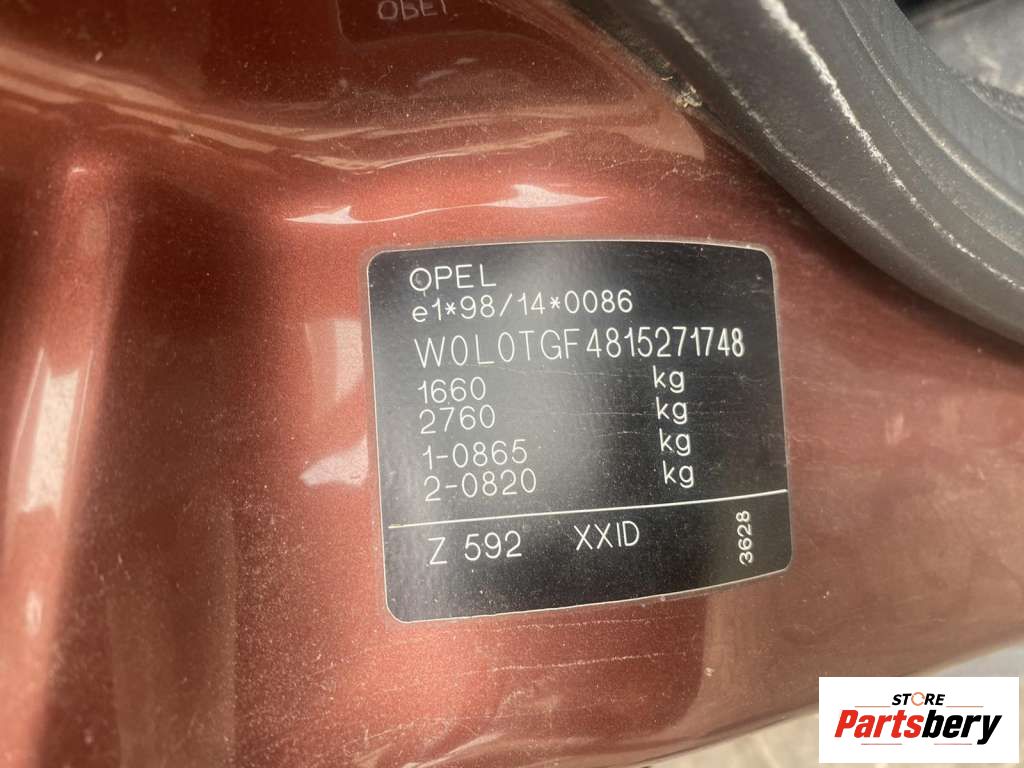 OPEL
OPEL
e1*98/14*0086
W0L0TGF4815271748
1660 kg
2760 kg
1-0865 kg
2-0820 kg
Z 592 XXID
3628
STORE
Partsbery